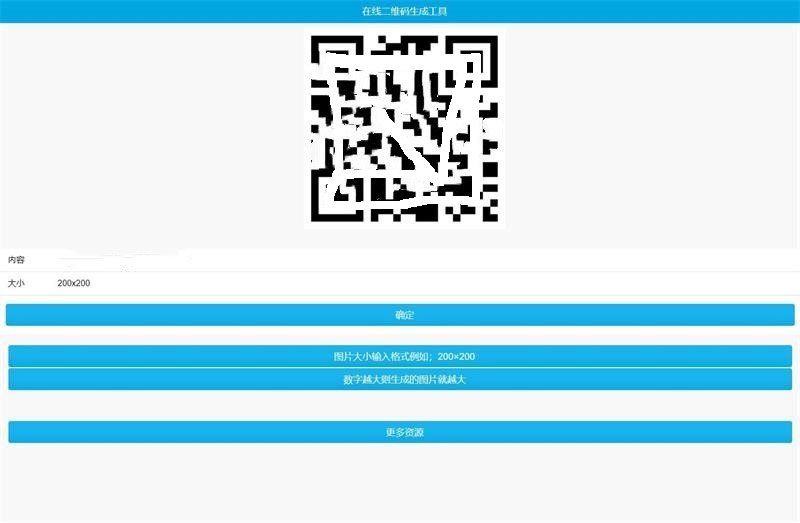 在线二维码生成工具
内容
大小 200x200
确定
图片大小输入格式例如；200×200
数字越大则生成的图片就越大
更多资源